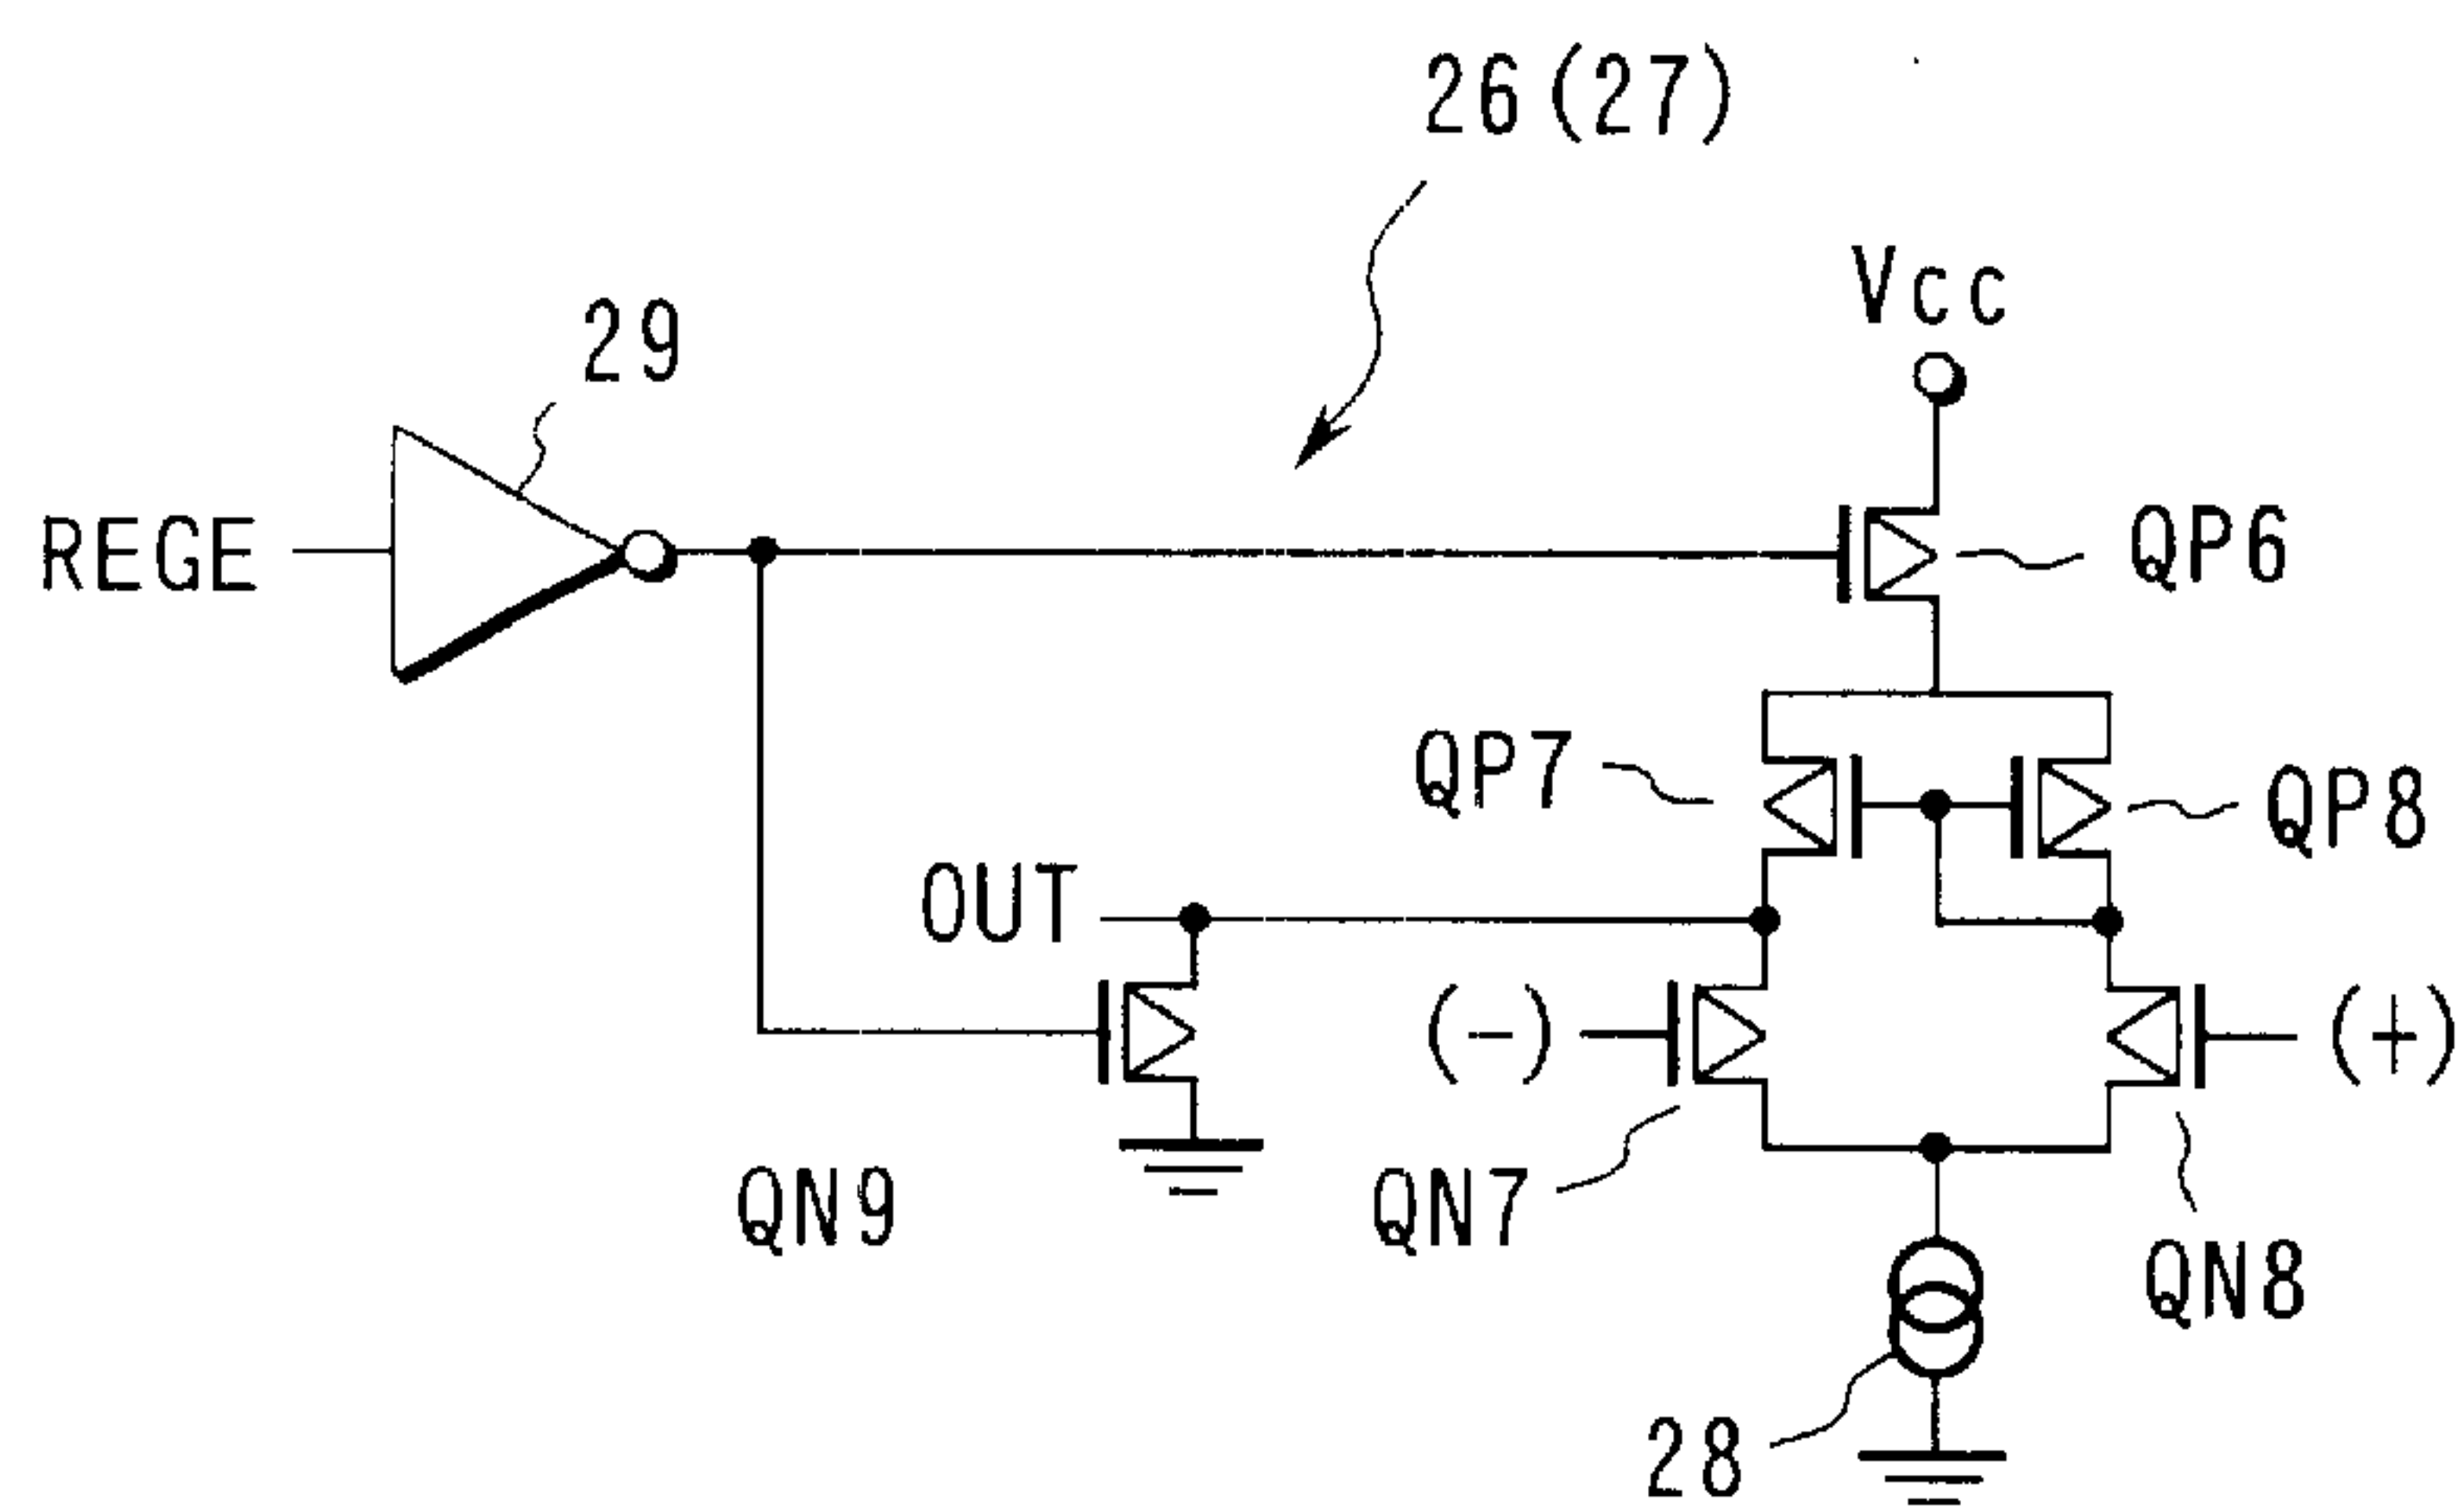 26(27)
Vcc
29
REGE
QP6
QP7
QP8
OUT
(-)
(+)
QN9
QN7
QN8
28